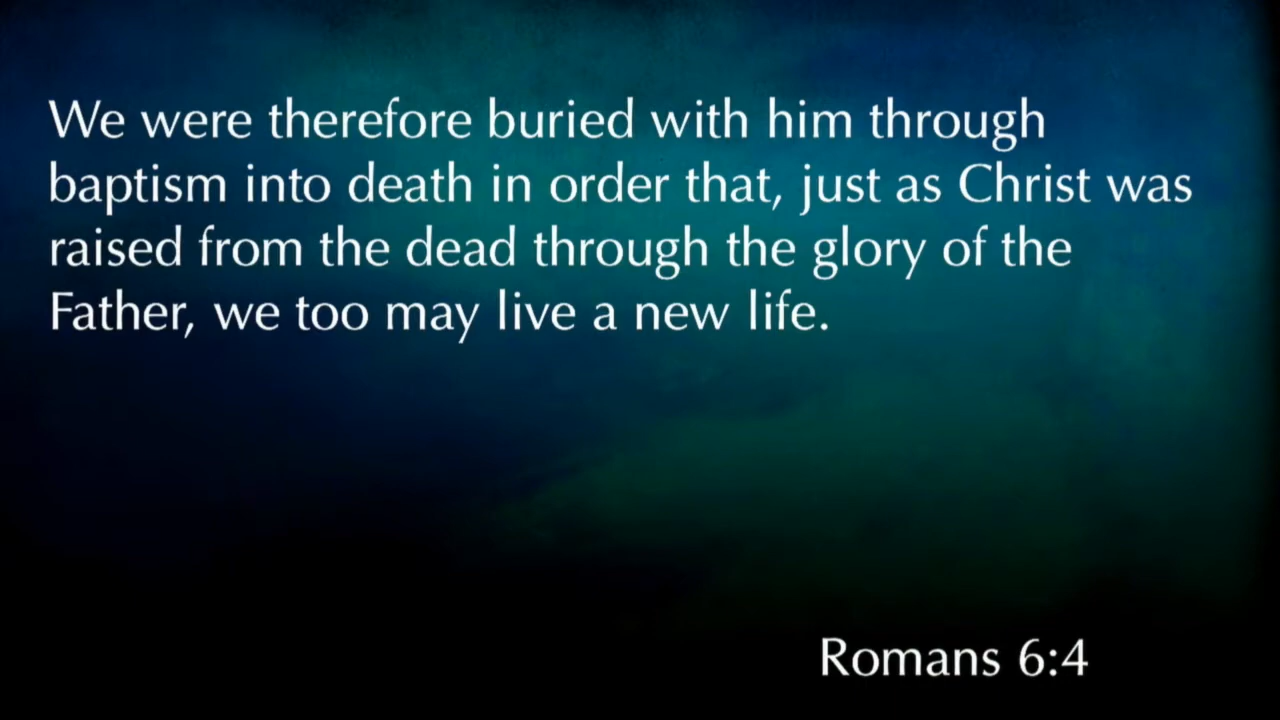 We were therefore buried with him through
baptism into death in order that, just as Christ was
raised from the dead through the glory of the
Father, we too may live a new life.
Romans 6:4